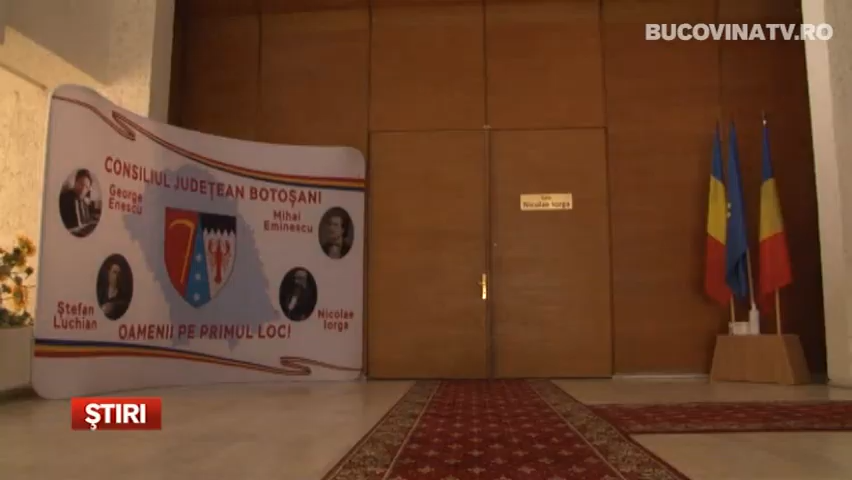 BUCOVINATV.RO
CONSILIUL JUDEȚEAN BOTOȘANI
George
Enescu
Mihai
Eminescu
Ștefan
Luchian
Nicolae
Iorga
OAMENII PE PRIMUL LOC!
Sala
Nicolae Iorga
ȘTIRI